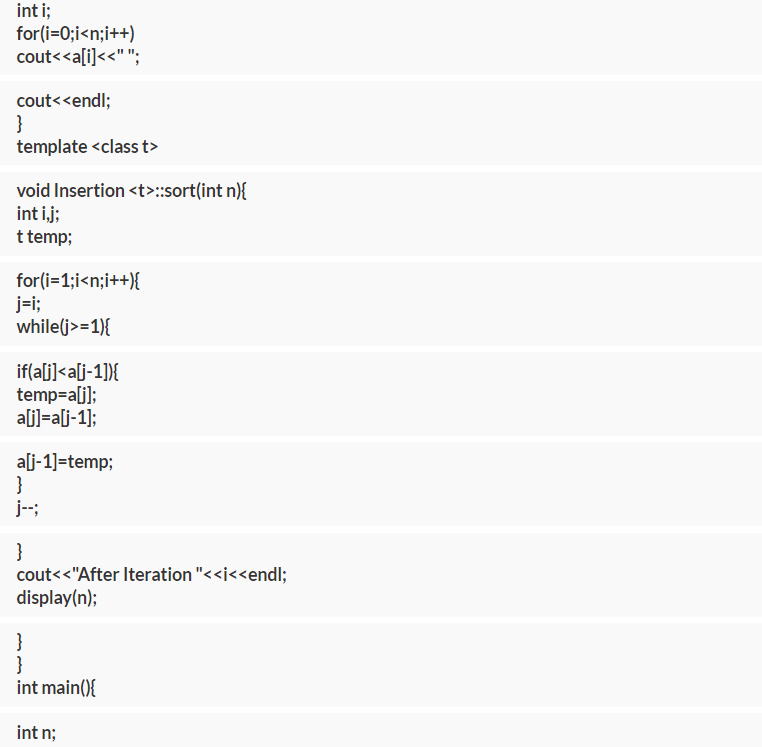 int i;
for(i=0;i<n;i++)
cout<<a[i]<<" ";
cout<<endl;
}
template <class t>
void Insertion <t>::sort(int n){
int i,j;
t temp;
for(i=1;i<n;i++){
j=i;
while(j>=1){
if(a[j]<a[j-1]){
temp=a[j];
a[j]=a[j-1];
a[j-1]=temp;
}
j--;
}
cout<<"After Iteration "<<i<<endl;
display(n);
}
}
int main(){
int n;